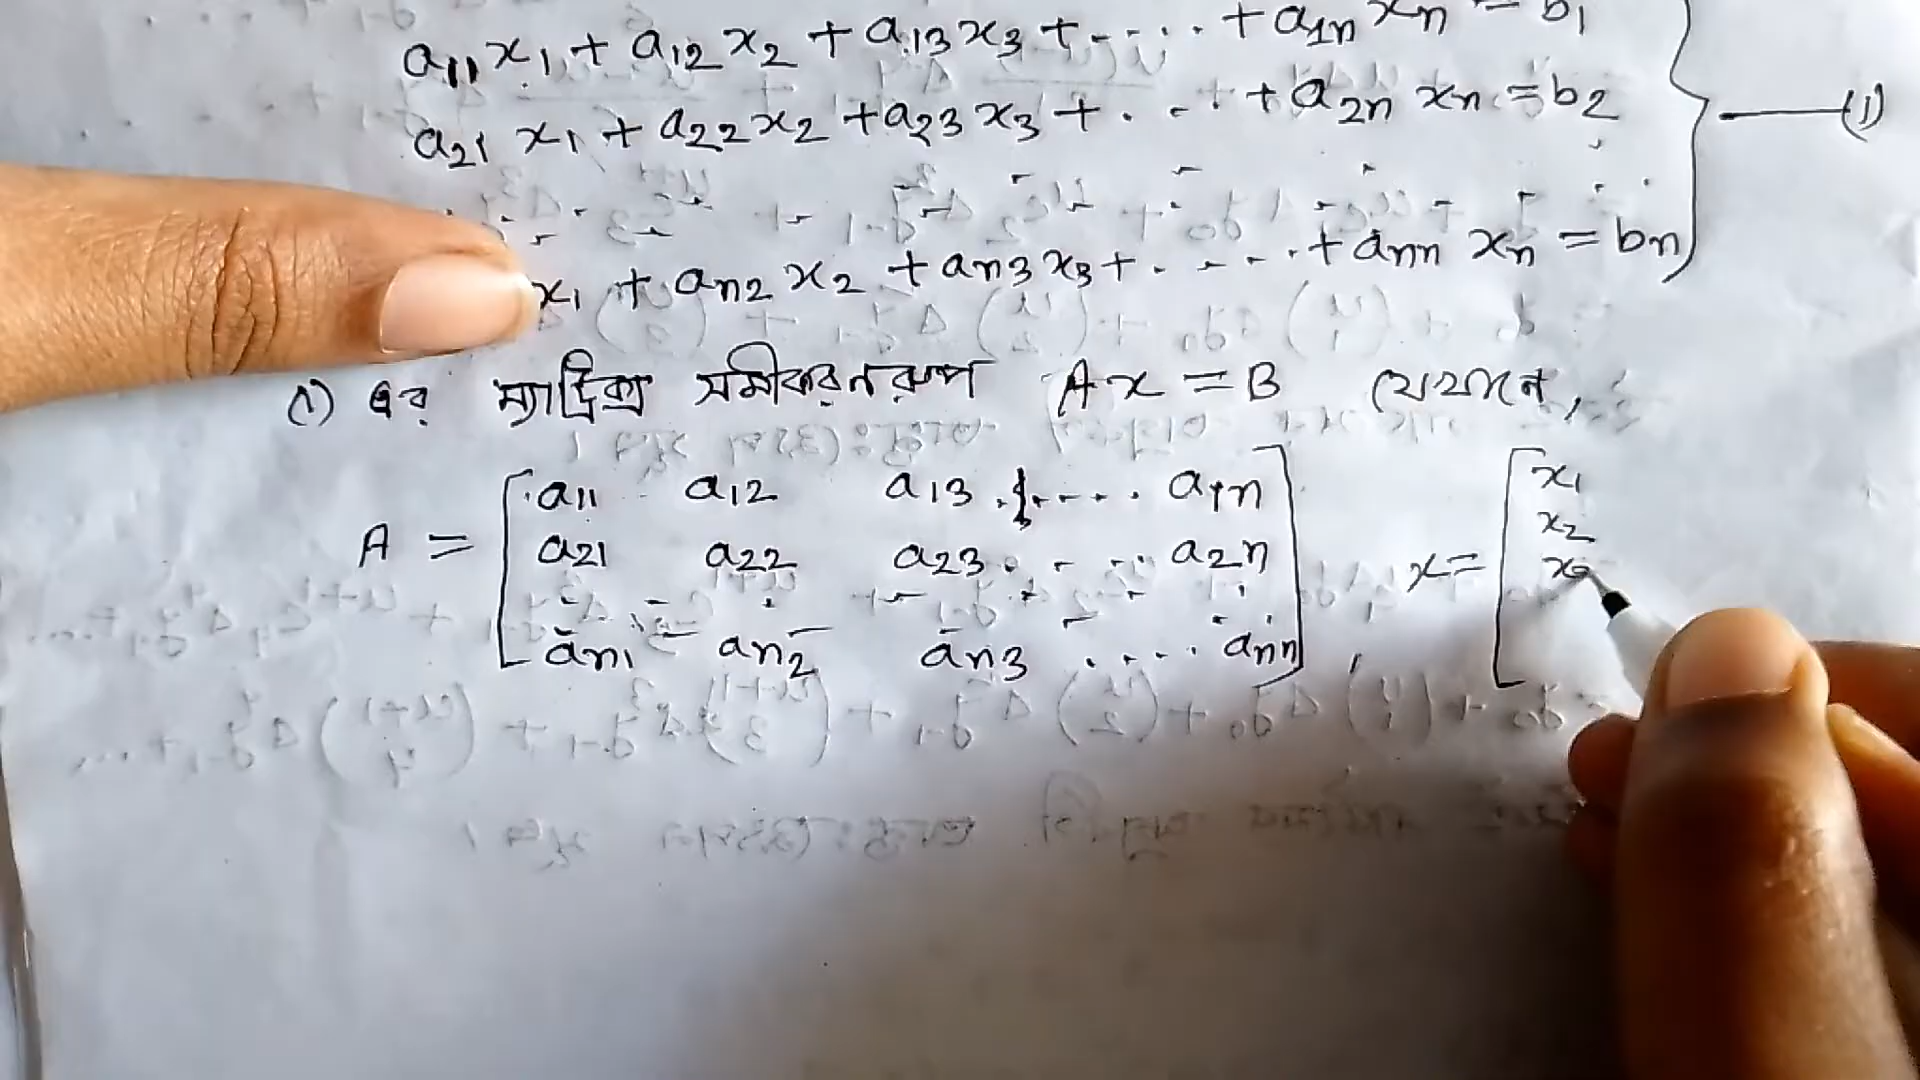 a11x1 + a12x2 + a13x3 + ..... + a1nxn = b1
a21x1 + a22x2 + a23x3 + ..... + a2nxn = b2 —(1)
x1 + an2x2 + an3x3 + ..... + annxn = bn
(1) এর ম্যাট্রিক্স সমীকরণরূপ Ax = B যেখানে,
A = [a11 a12 a13 ..... a1n
a21 a22 a23 ..... a2n
an1 an2 an3 ..... ann]
x = [x1
x2